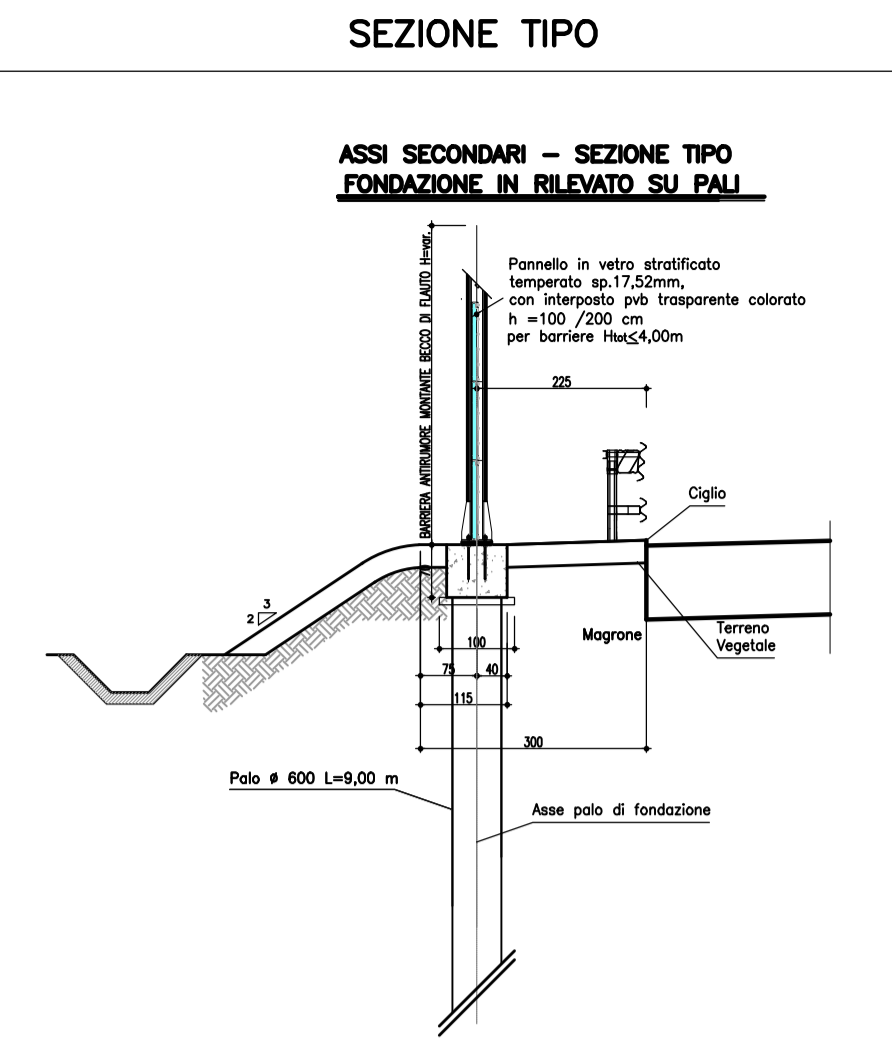 SEZIONE TIPO
ASSI SECONDARI – SEZIONE TIPO
FONDAZIONE IN RILEVATO SU PALI
BARRIERA ANTIRUMORE MONTANTE BECCO DI FLAUTO H=var.
Pannello in vetro stratificato
temperato sp.17,52mm,
con interposto pvb trasparente colorato
h =100 /200 cm
per barriere Htot≤4,00m
225
Ciglio
70
3
2
Magrone
Terreno
Vegetale
100
75
40
115
300
Palo ø 600 L=9,00 m
Asse palo di fondazione